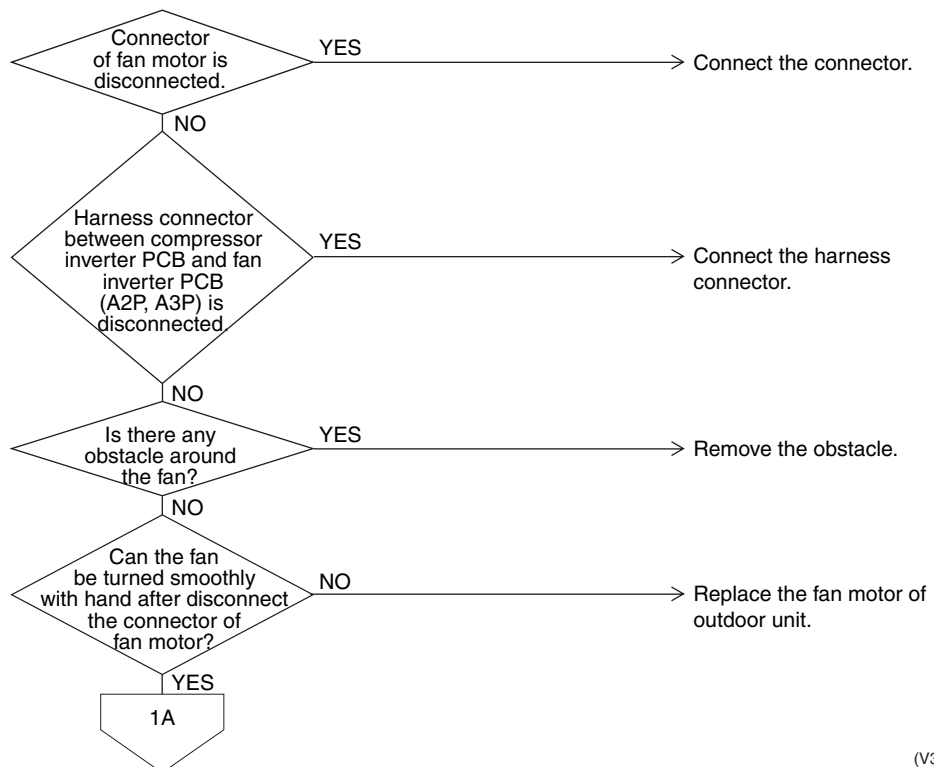 Connector
of fan motor is
disconnected.
YES
Connect the connector.
NO
Harness connector
between compressor
inverter PCB and fan
inverter PCB
(A2P, A3P) is
disconnected.
YES
Connect the harness
connector.
NO
Is there any
obstacle around
the fan?
YES
Remove the obstacle.
NO
Can the fan
be turned smoothly
with hand after disconnect
the connector of
fan motor?
NO
Replace the fan motor of
outdoor unit.
YES
1A
(V3